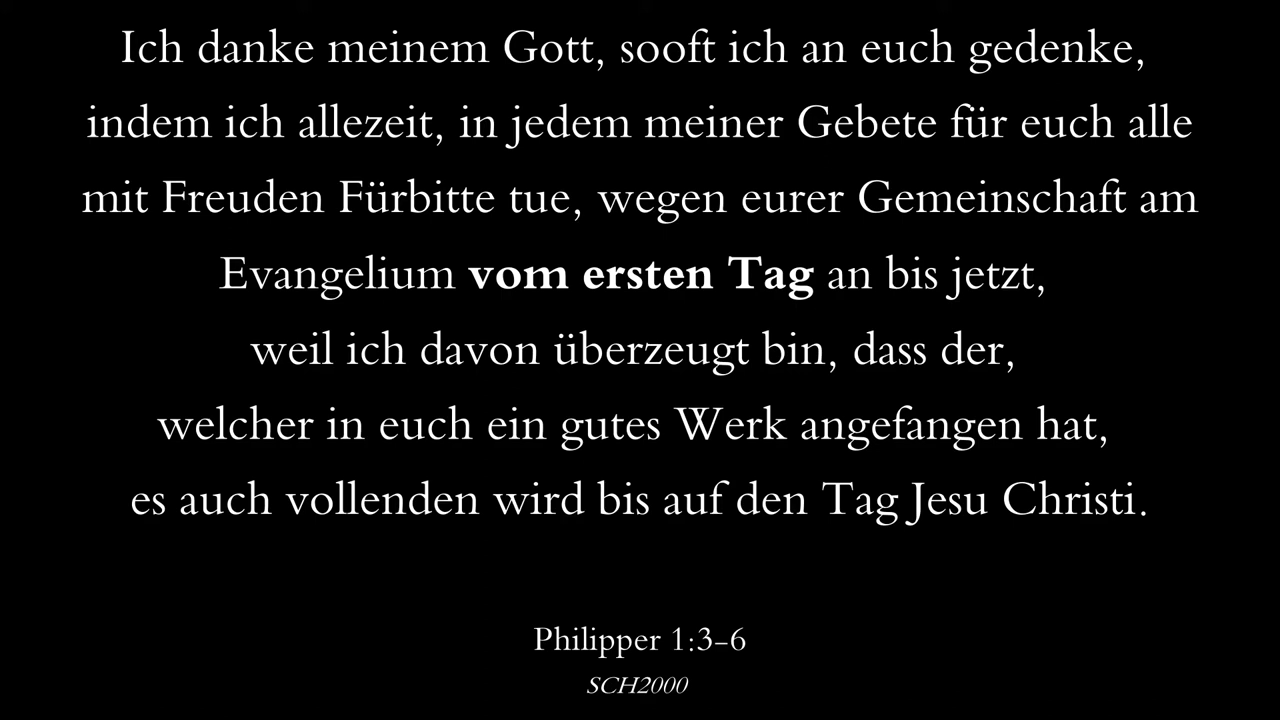 Ich danke meinem Gott, sooft ich an euch gedenke,
indem ich allezeit, in jedem meiner Gebete für euch alle
mit Freuden Fürbitte tue, wegen eurer Gemeinschaft am
Evangelium vom ersten Tag an bis jetzt,
weil ich davon überzeugt bin, dass der,
welcher in euch ein gutes Werk angefangen hat,
es auch vollenden wird bis auf den Tag Jesu Christi.
Philipper 1:3-6
SCH2000